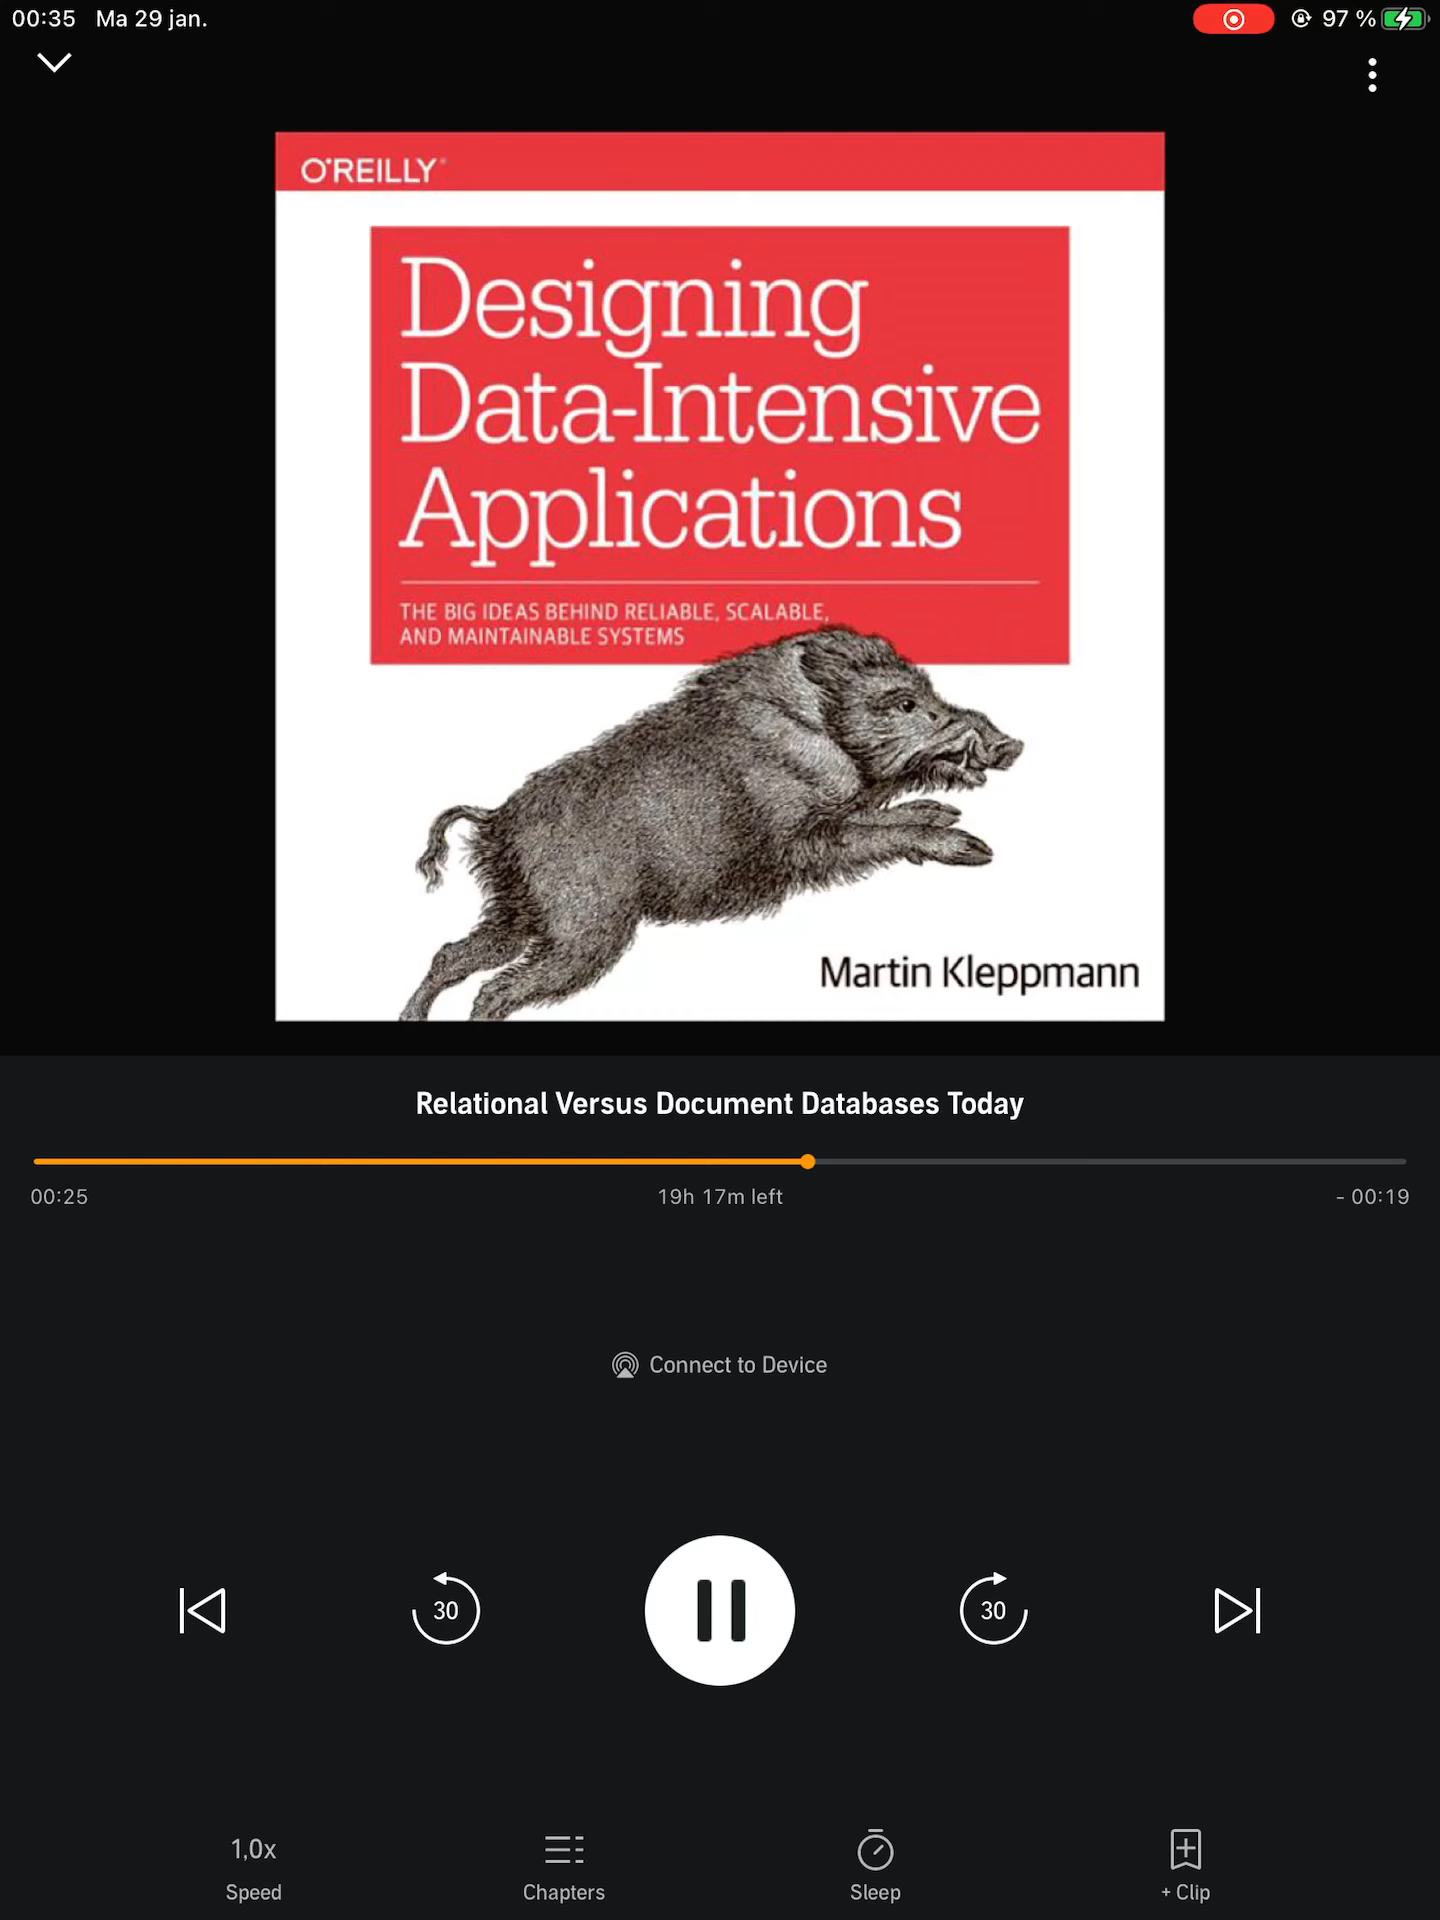 00:35 Ma 29 jan.
97 %
O'REILLY®
Designing
Data-Intensive
Applications
THE BIG IDEAS BEHIND RELIABLE, SCALABLE,
AND MAINTAINABLE SYSTEMS
Martin Kleppmann
Relational Versus Document Databases Today
00:25 19h 17m left - 00:19
Connect to Device
30 30
1,0x
Speed Chapters Sleep + Clip